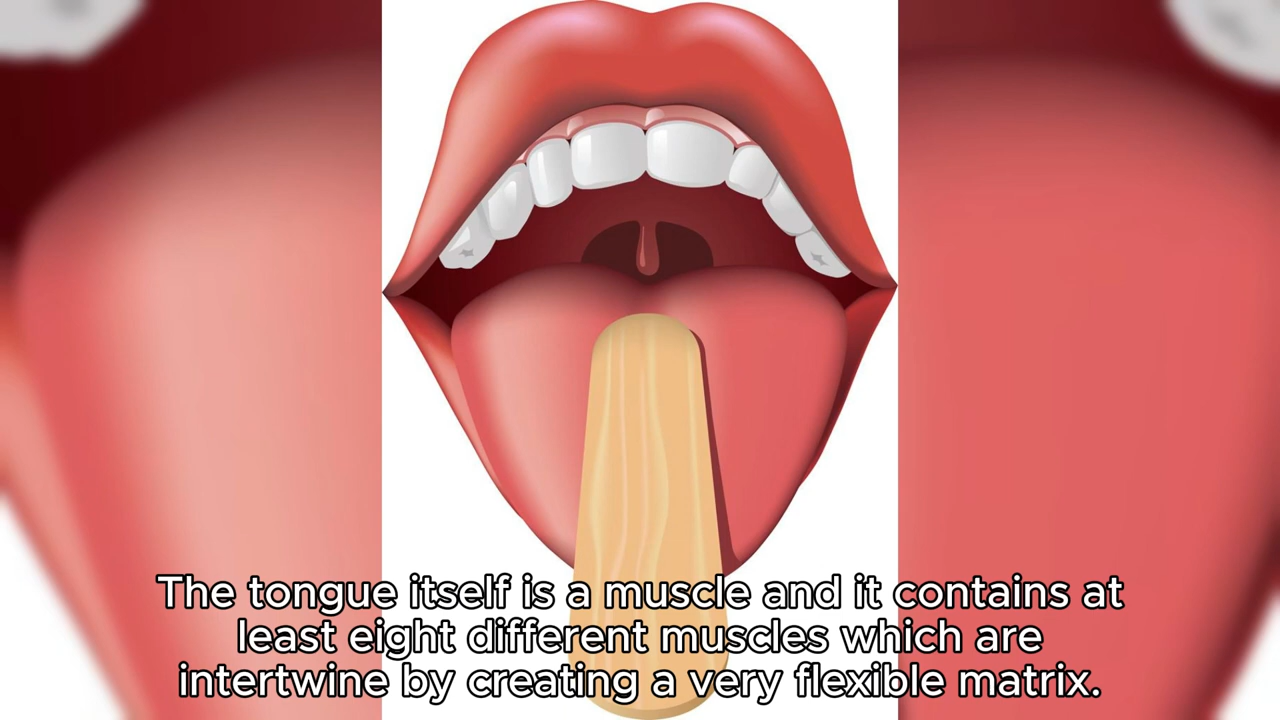 The tongue itself is a muscle and it contains at
least eight different muscles which are
intertwine by creating a very flexible matrix.